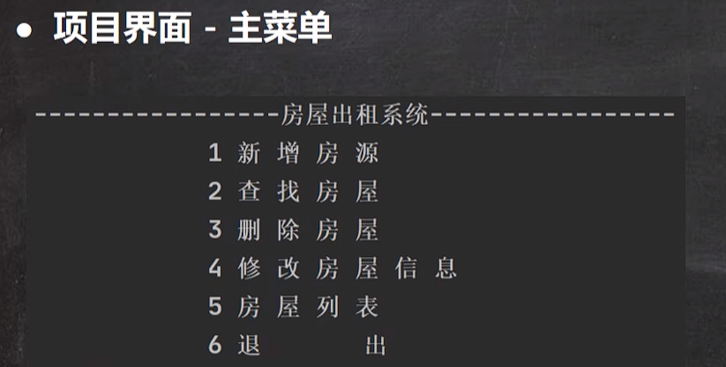 ● 项目界面 - 主菜单
-----------------房屋出租系统-----------------
1 新 增 房 源
2 查 找 房 屋
3 删 除 房 屋
4 修 改 房 屋 信 息
5 房 屋 列 表
6 退 出